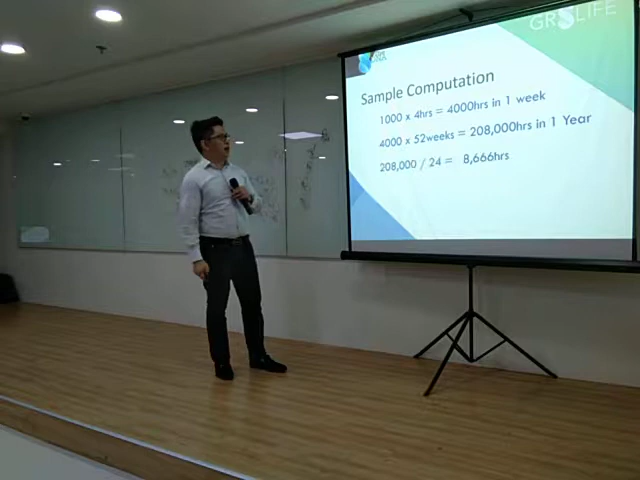 GRSLIFE
Sample Computation
1000 x 4hrs = 4000hrs in 1 week
4000 x 52weeks = 208,000hrs in 1 Year
208,000 / 24 = 8,666hrs